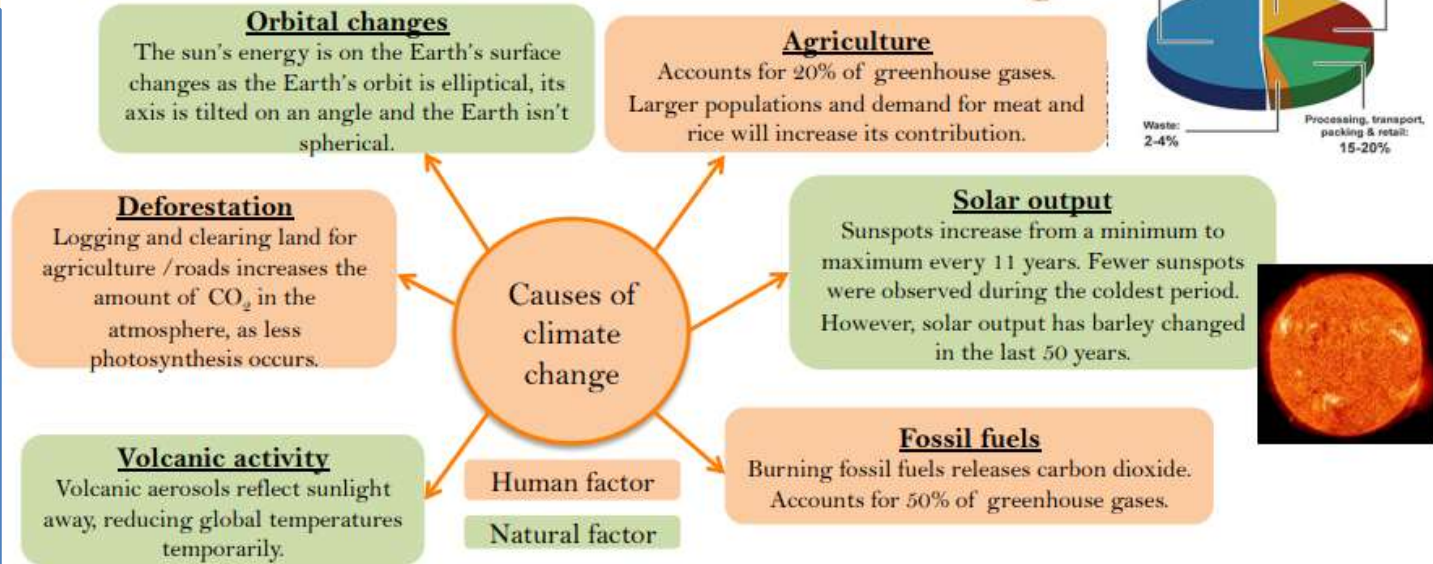 Orbital changes
The sun's energy is on the Earth's surface
changes as the Earth's orbit is elliptical, its
axis is tilted on an angle and the Earth isn't
spherical.
Agriculture
Accounts for 20% of greenhouse gases.
Larger populations and demand for meat and
rice will increase its contribution.
Waste:
2-4%
Processing, transport,
packing & retail:
15-20%
Deforestation
Logging and clearing land for
agriculture /roads increases the
amount of CO₂ in the
atmosphere, as less
photosynthesis occurs.
Causes of
climate
change
Solar output
Sunspots increase from a minimum to
maximum every 11 years. Fewer sunspots
were observed during the coldest period.
However, solar output has barley changed
in the last 50 years.
Volcanic activity
Volcanic aerosols reflect sunlight
away, reducing global temperatures
temporarily.
Human factor
Natural factor
Fossil fuels
Burning fossil fuels releases carbon dioxide.
Accounts for 50% of greenhouse gases.